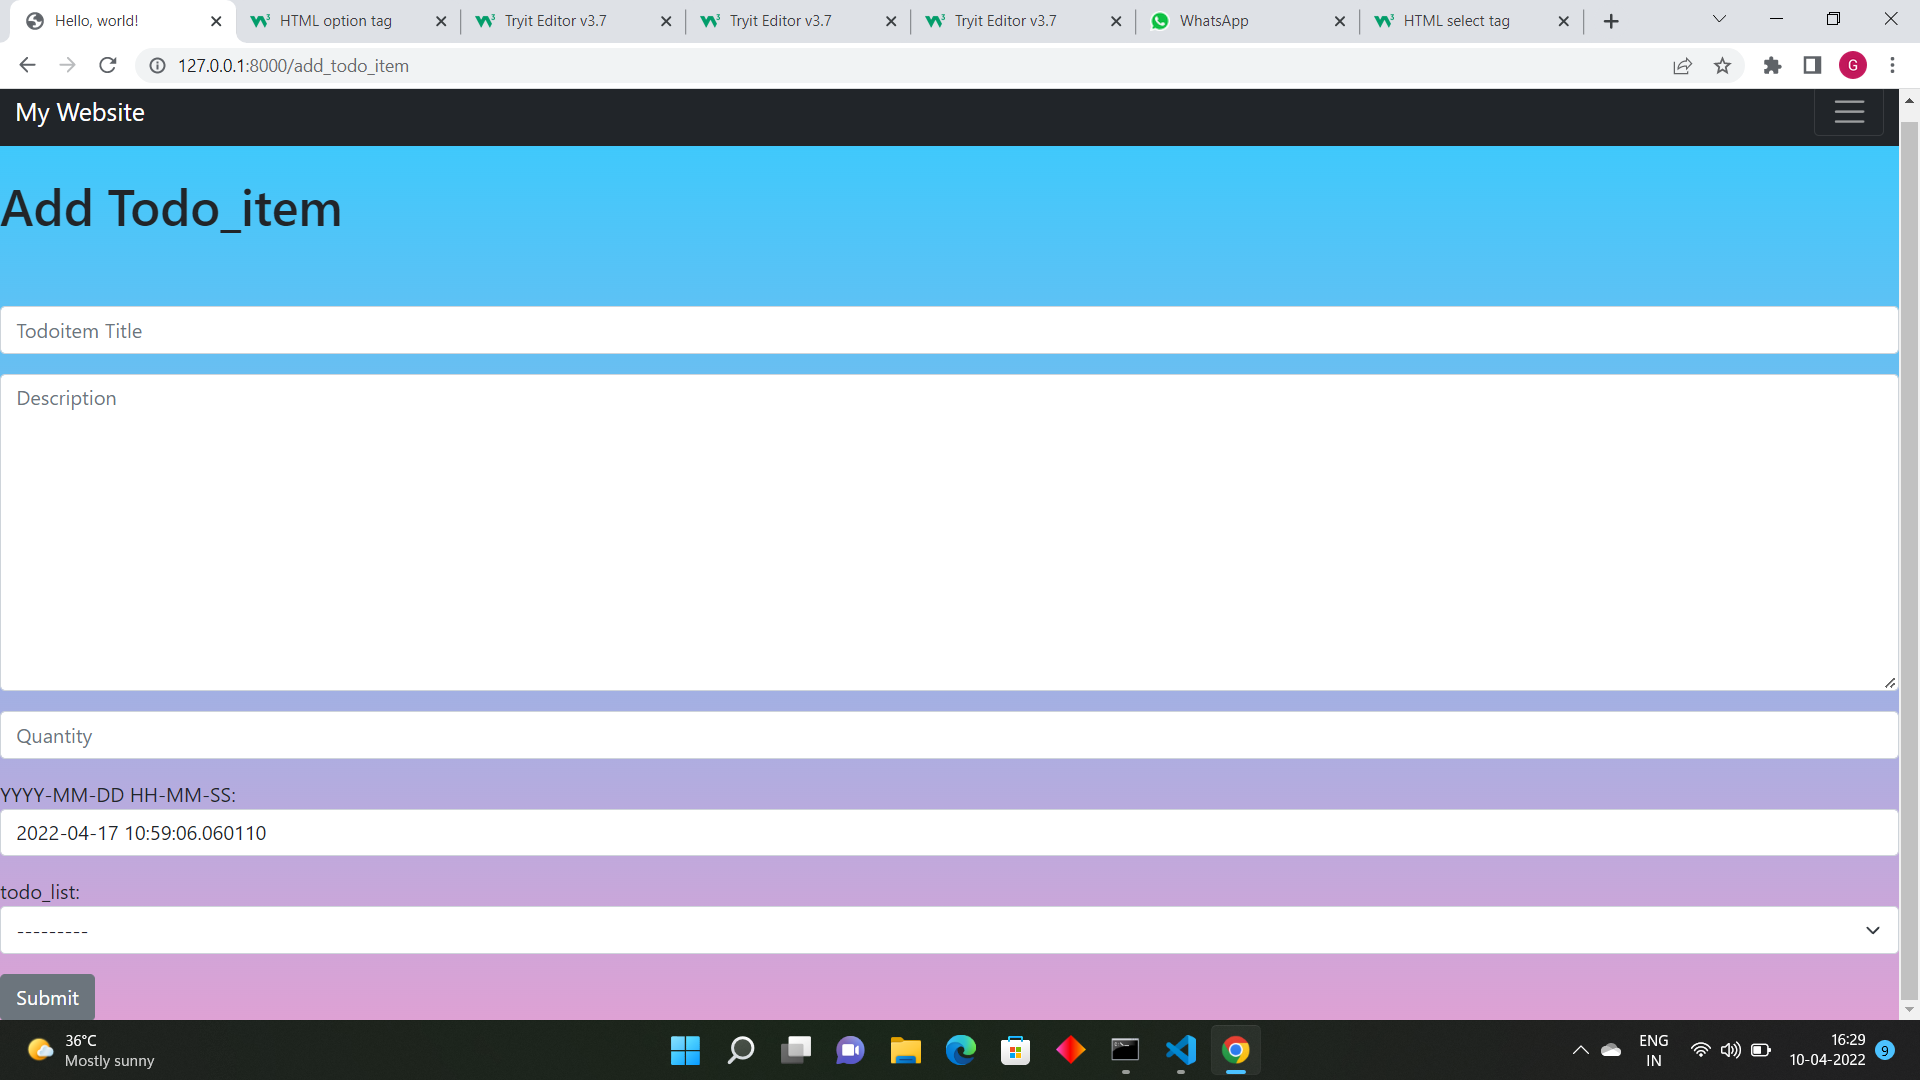 Hello, world!
HTML option tag
Tryit Editor v3.7
Tryit Editor v3.7
Tryit Editor v3.7
WhatsApp
HTML select tag
127.0.0.1:8000/add_todo_item
G
My Website
Add Todo_item
Todoitem Title
Description
Quantity
YYYY-MM-DD HH-MM-SS:
2022-04-17 10:59:06.060110
todo_list:
---------
Submit
36°C
Mostly sunny
ENG
IN
16:29
10-04-2022
9